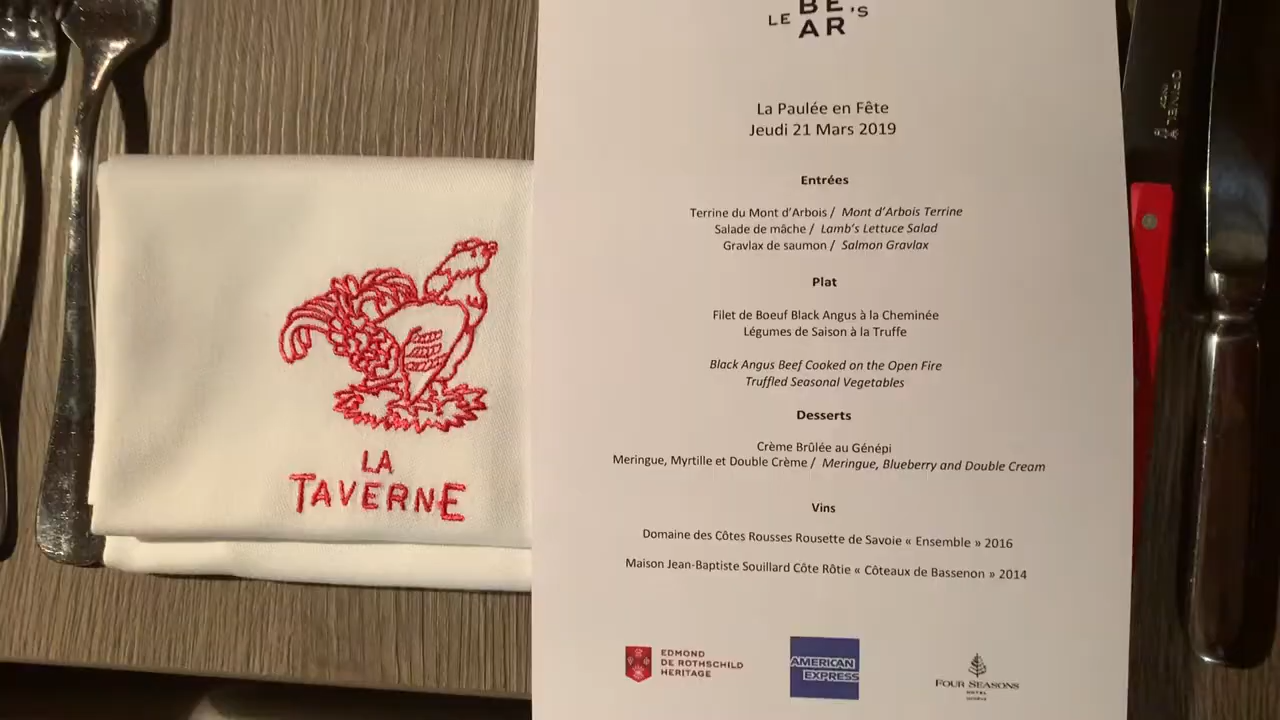 LE BE AR 's
La Paulée en Fête
Jeudi 21 Mars 2019
Entrées
Terrine du Mont d'Arbois / Mont d'Arbois Terrine
Salade de mâche / Lamb's Lettuce Salad
Gravlax de saumon / Salmon Gravlax
Plat
Filet de Boeuf Black Angus à la Cheminée
Légumes de Saison à la Truffe
Black Angus Beef Cooked on the Open Fire
Truffled Seasonal Vegetables
Desserts
Crème Brûlée au Génépi
Meringue, Myrtille et Double Crème / Meringue, Blueberry and Double Cream
Vins
Domaine des Côtes Rousses Rousette de Savoie « Ensemble » 2016
Maison Jean-Baptiste Souillard Côte Rôtie « Côteaux de Bassenon » 2014
EDMOND
DE ROTHSCHILD
HERITAGE
AMERICAN
EXPRESS
FOUR SEASONS
HOTEL
LA
TAVERNE